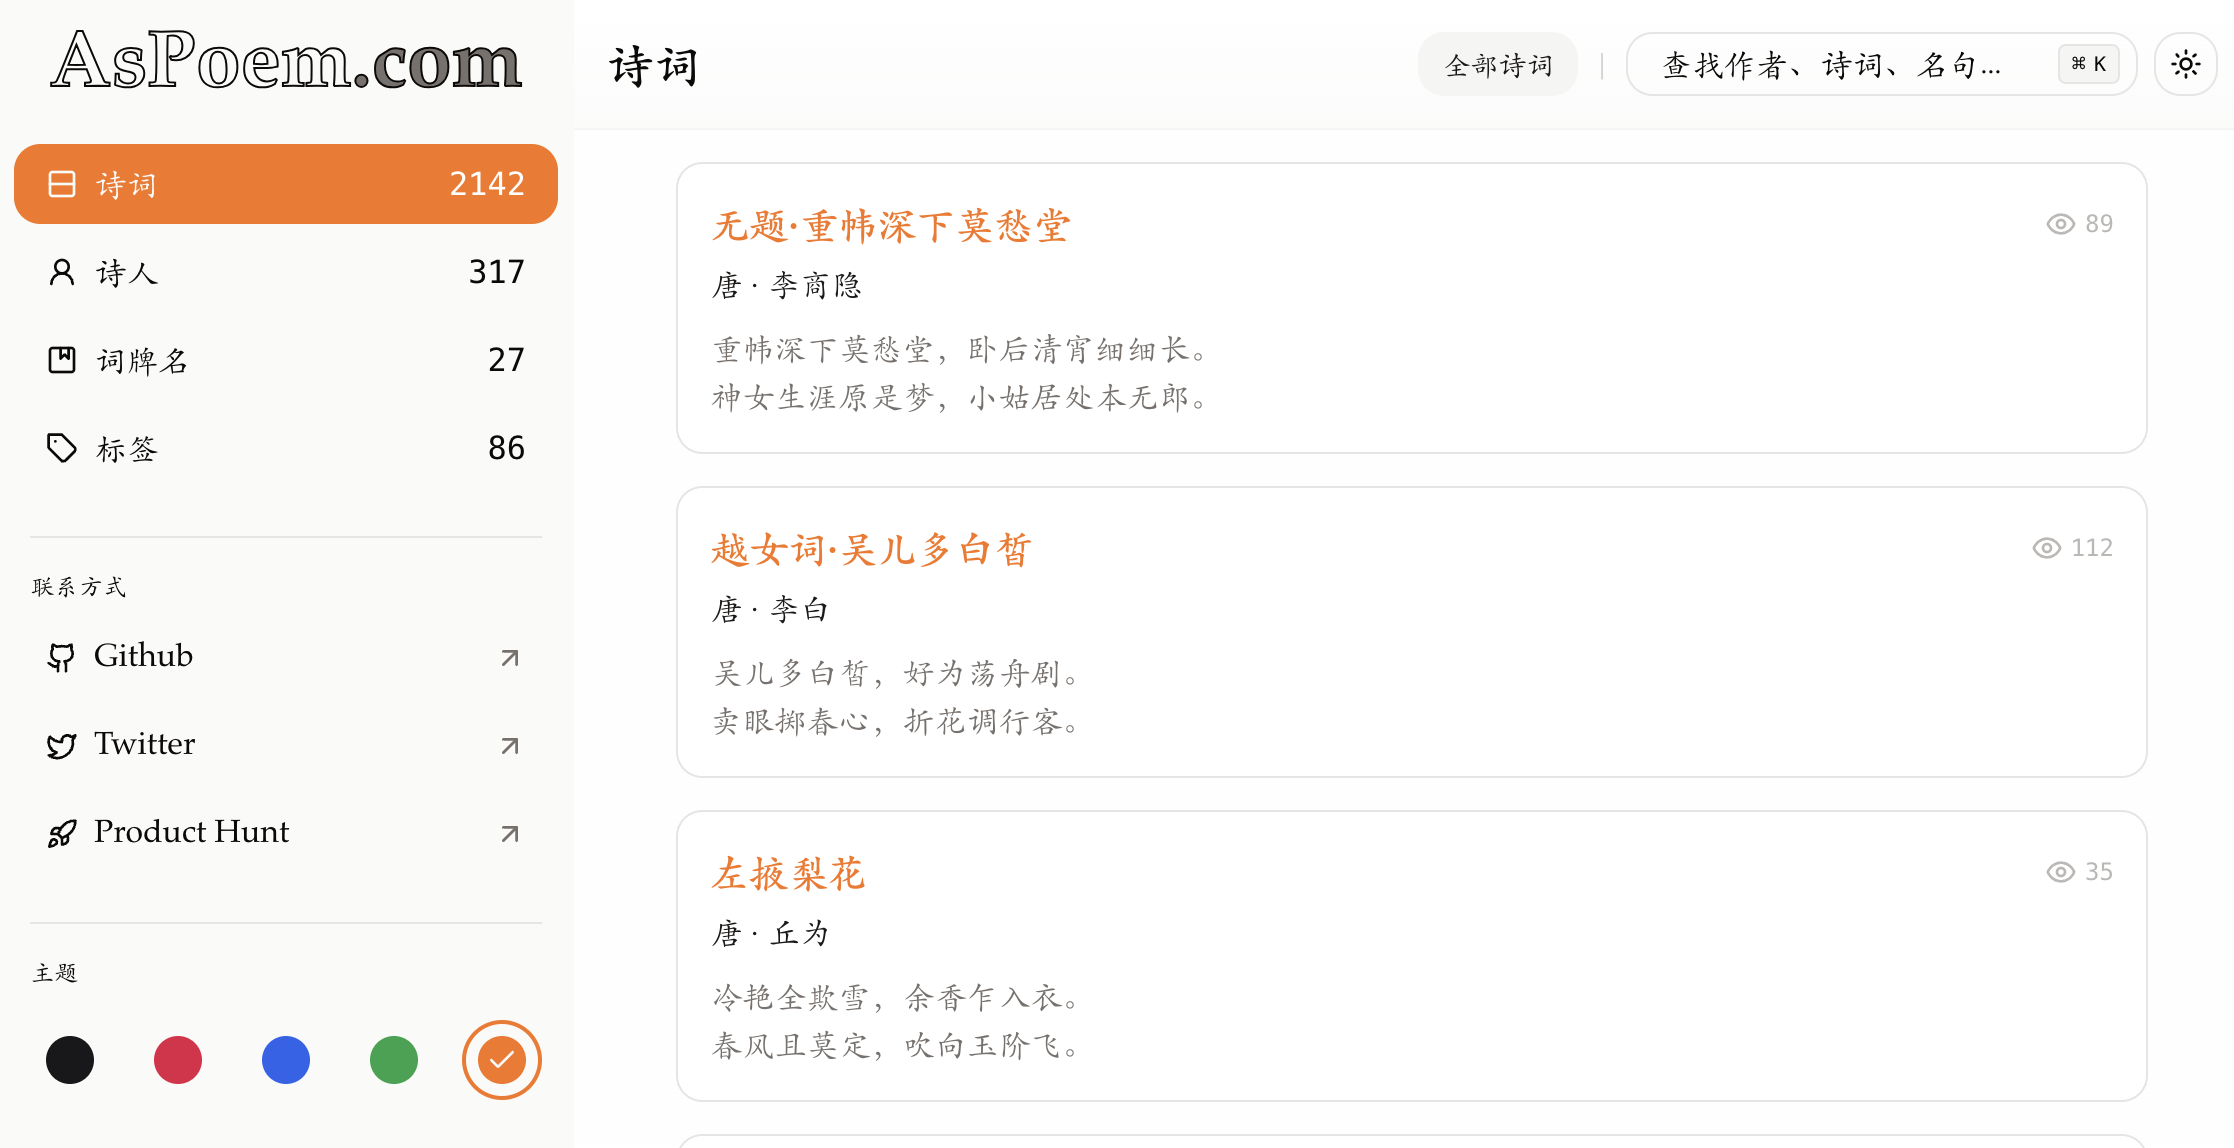 AsPoem.com
诗词 2142
诗人 317
词牌名 27
标签 86
联系方式
Github
Twitter
Product Hunt
主题
诗词
全部诗词
查找作者、诗词、名句...
⌘ K
无题·重帏深下莫愁堂
89
唐 · 李商隐
重帏深下莫愁堂，卧后清宵细细长。
神女生涯原是梦，小姑居处本无郎。
越女词·吴儿多白皙
112
唐 · 李白
吴儿多白皙，好为荡舟剧。
卖眼掷春心，折花调行客。
左掖梨花
35
唐 · 丘为
冷艳全欺雪，余香乍入衣。
春风且莫定，吹向玉阶飞。